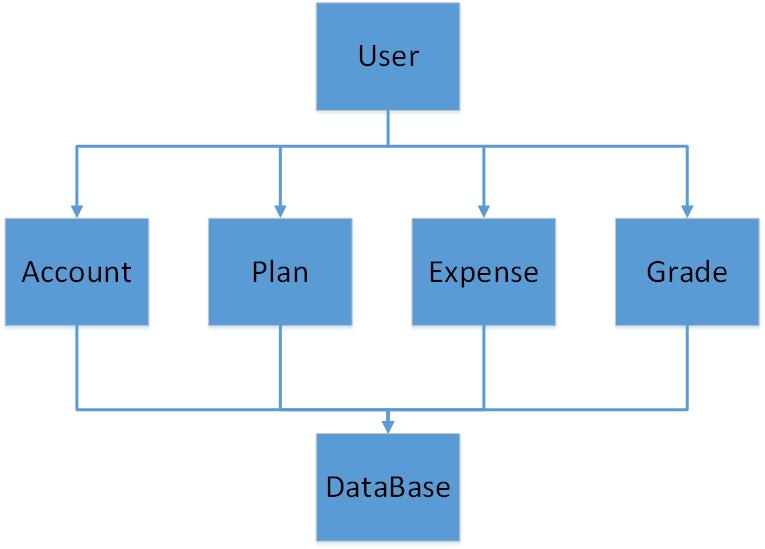 User
Account
Plan
Expense
Grade
DataBase